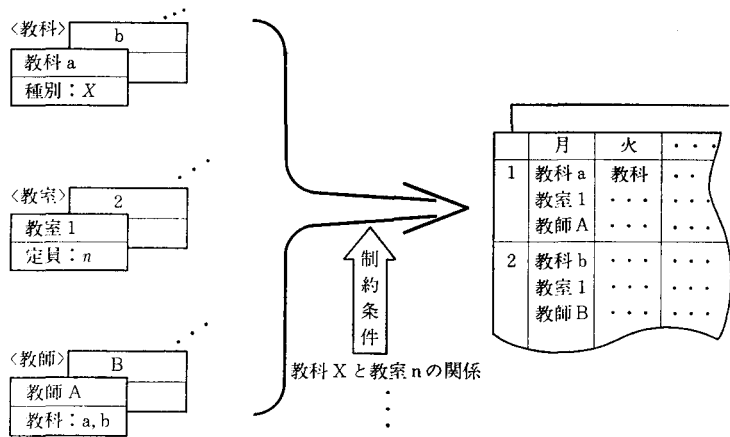 <教科>
b
教科 a
種別：X
<教室>
2
教室 1
定員：n
<教師>
B
教師 A
教科：a, b
制約条件
教科 X と教室 n の関係
月 火 ・・・
1 教科 a 教科 ・・
教室 1 ・・・ ・・・
教師 A ・・・ ・・・
2 教科 b ・・・ ・・・
教室 1 ・・・ ・・・
教師 B ・・・ ・・・